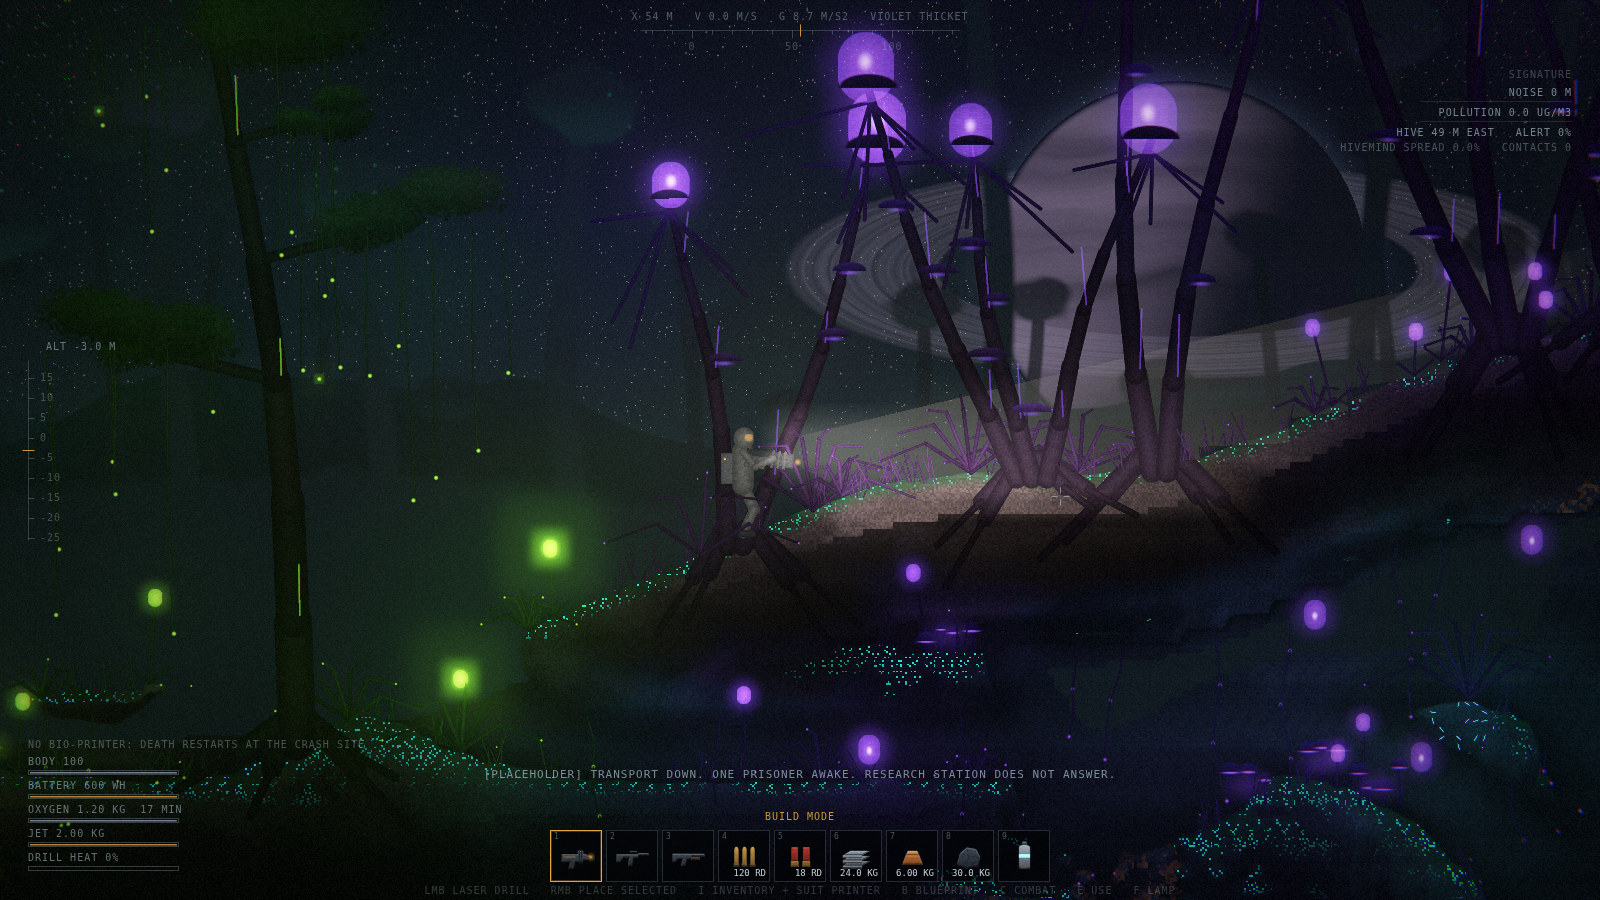 X 54 M   V 0.0 M/S   G 8.7 M/S2   VIOLET THICKET
0   50   100
SIGNATURE
NOISE 0 M
POLLUTION 0.0 UG/M3
HIVE 49 M EAST   ALERT 0%
HIVEMIND SPREAD 0.0%   CONTACTS 0
ALT -3.0 M
15
10
5
0
-5
-10
-15
-20
-25
NO BIO-PRINTER: DEATH RESTARTS AT THE CRASH SITE
BODY 100
BATTERY 600 WH
OXYGEN 1.20 KG  17 MIN
JET 2.00 KG
DRILL HEAT 0%
[PLACEHOLDER] TRANSPORT DOWN. ONE PRISONER AWAKE. RESEARCH STATION DOES NOT ANSWER.
BUILD MODE
1 2 3 4 5 6 7 8 9
120 RD   18 RD   24.0 KG   6.00 KG   30.0 KG
LMB LASER DRILL   RMB PLACE SELECTED   I INVENTORY + SUIT PRINTER   B BLUEPRINT   C COMBAT   E USE   F LAMP